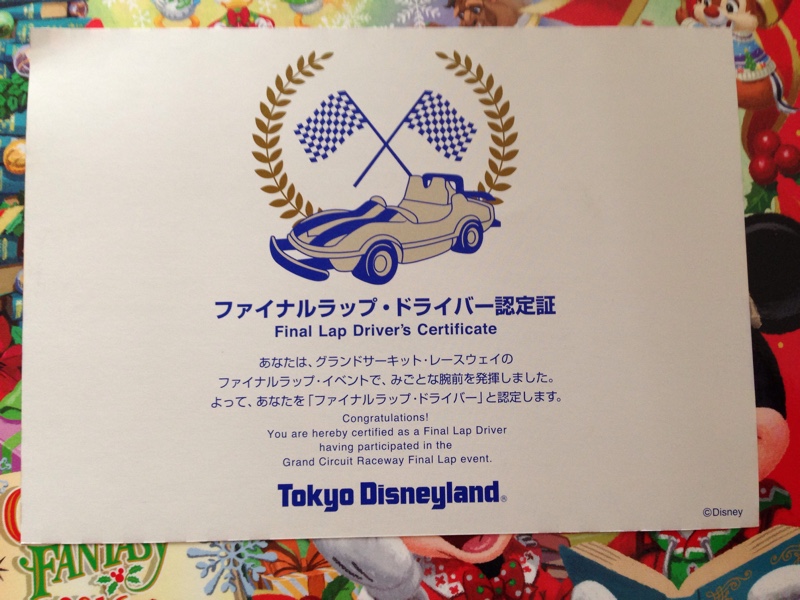 ファイナルラップ・ドライバー認定証
Final Lap Driver's Certificate
あなたは、グランドサーキット・レースウェイの
ファイナルラップ・イベントで、みごとな腕前を発揮しました。
よって、あなたを「ファイナルラップ・ドライバー」と認定します。
Congratulations!
You are hereby certified as a Final Lap Driver
having participated in the
Grand Circuit Raceway Final Lap event.
Tokyo Disneyland®
©Disney
FANTASY